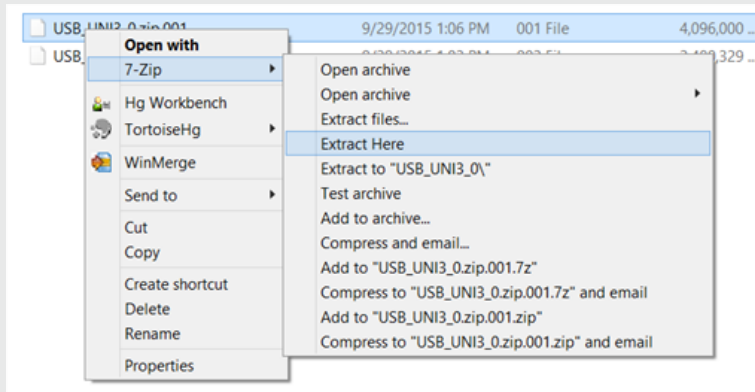 USB_UNI3_0.zip.001 9/29/2015 1:06 PM 001 File 4,096,000 ...
USB_ ,329 ...
Open with
7-Zip
Hg Workbench
TortoiseHg
WinMerge
Send to
Cut
Copy
Create shortcut
Delete
Rename
Properties
Open archive
Open archive
Extract files...
Extract Here
Extract to "USB_UNI3_0\"
Test archive
Add to archive...
Compress and email...
Add to "USB_UNI3_0.zip.001.7z"
Compress to "USB_UNI3_0.zip.001.7z" and email
Add to "USB_UNI3_0.zip.001.zip"
Compress to "USB_UNI3_0.zip.001.zip" and email